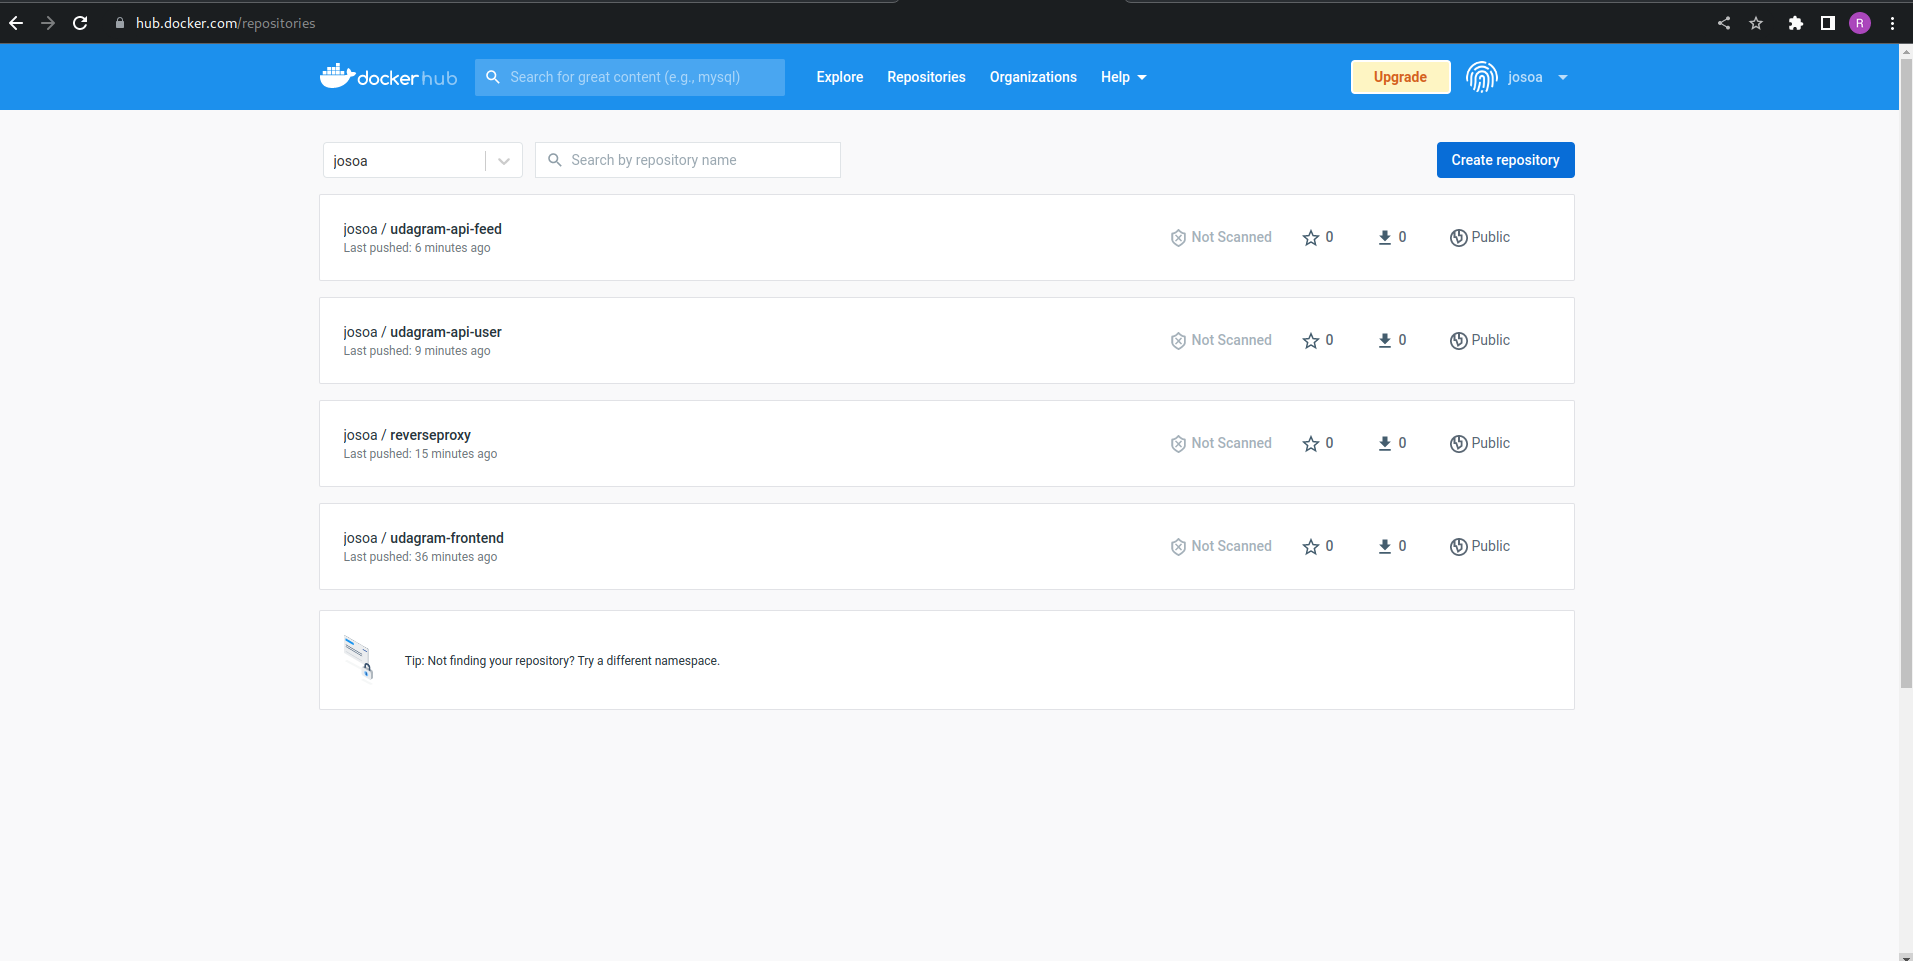 hub.docker.com/repositories
R
docker hub
Search for great content (e.g., mysql)
Explore
Repositories
Organizations
Help
Upgrade
josoa
josoa
Search by repository name
Create repository
josoa / udagram-api-feed
Last pushed: 6 minutes ago
Not Scanned
0
0
Public
josoa / udagram-api-user
Last pushed: 9 minutes ago
Not Scanned
0
0
Public
josoa / reverseproxy
Last pushed: 15 minutes ago
Not Scanned
0
0
Public
josoa / udagram-frontend
Last pushed: 36 minutes ago
Not Scanned
0
0
Public
Tip: Not finding your repository? Try a different namespace.